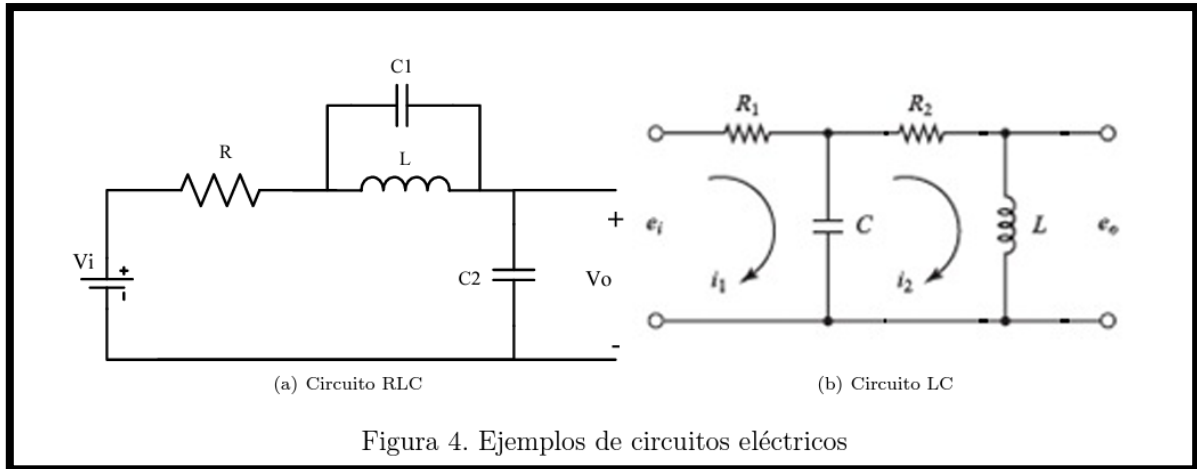 C1
R
L
Vi
+
-
C2
+
Vo
-
(a) Circuito RLC
R₁
R₂
eᵢ
C
L
eₒ
i₁
i₂
(b) Circuito LC
Figura 4. Ejemplos de circuitos eléctricos